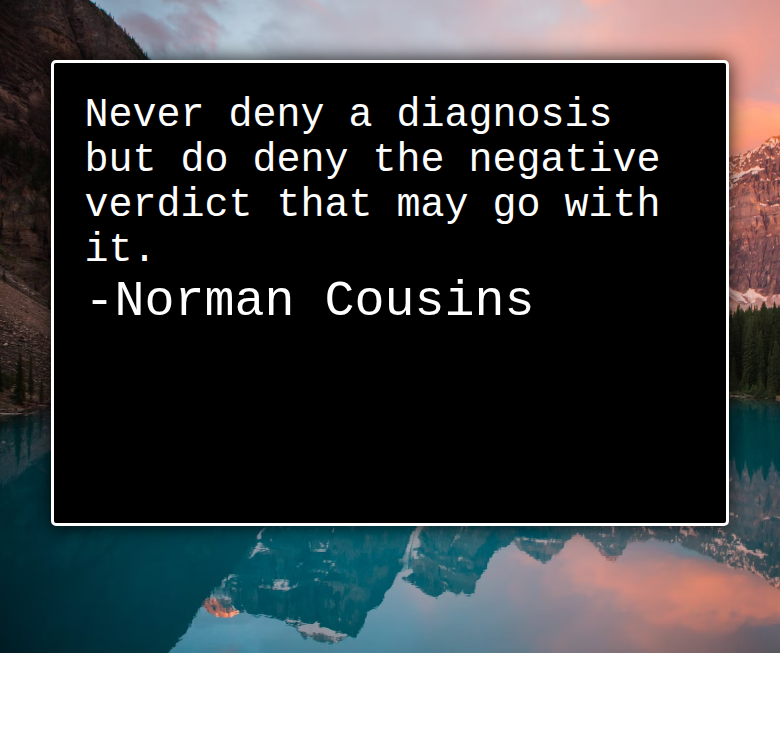 Never deny a diagnosis
but do deny the negative
verdict that may go with
it.
-Norman Cousins